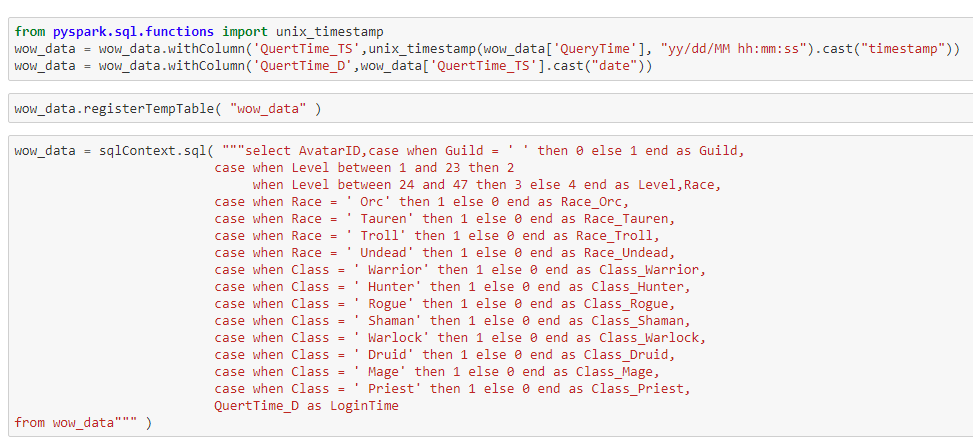 from pyspark.sql.functions import unix_timestamp
wow_data = wow_data.withColumn('QuertTime_TS',unix_timestamp(wow_data['QueryTime'], "yy/dd/MM hh:mm:ss").cast("timestamp"))
wow_data = wow_data.withColumn('QuertTime_D',wow_data['QuertTime_TS'].cast("date"))
wow_data.registerTempTable( "wow_data" )
wow_data = sqlContext.sql( """select AvatarID,case when Guild = ' ' then 0 else 1 end as Guild,
case when Level between 1 and 23 then 2
when Level between 24 and 47 then 3 else 4 end as Level,Race,
case when Race = ' Orc' then 1 else 0 end as Race_Orc,
case when Race = ' Tauren' then 1 else 0 end as Race_Tauren,
case when Race = ' Troll' then 1 else 0 end as Race_Troll,
case when Race = ' Undead' then 1 else 0 end as Race_Undead,
case when Class = ' Warrior' then 1 else 0 end as Class_Warrior,
case when Class = ' Hunter' then 1 else 0 end as Class_Hunter,
case when Class = ' Rogue' then 1 else 0 end as Class_Rogue,
case when Class = ' Shaman' then 1 else 0 end as Class_Shaman,
case when Class = ' Warlock' then 1 else 0 end as Class_Warlock,
case when Class = ' Druid' then 1 else 0 end as Class_Druid,
case when Class = ' Mage' then 1 else 0 end as Class_Mage,
case when Class = ' Priest' then 1 else 0 end as Class_Priest,
QuertTime_D as LoginTime
from wow_data""" )